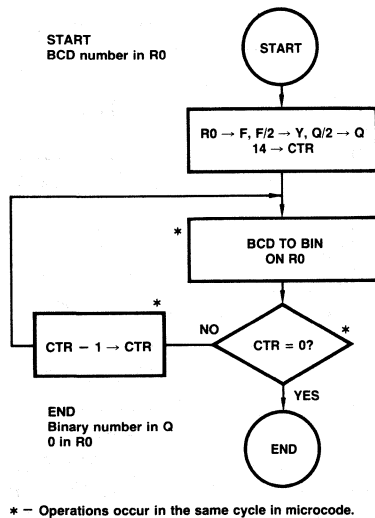 START
BCD number in R0
START
R0 → F, F/2 → Y, Q/2 → Q
14 → CTR
*
BCD TO BIN
ON R0
*
CTR − 1 → CTR
NO
CTR = 0?
*
YES
END
Binary number in Q
0 in R0
END
* − Operations occur in the same cycle in microcode.